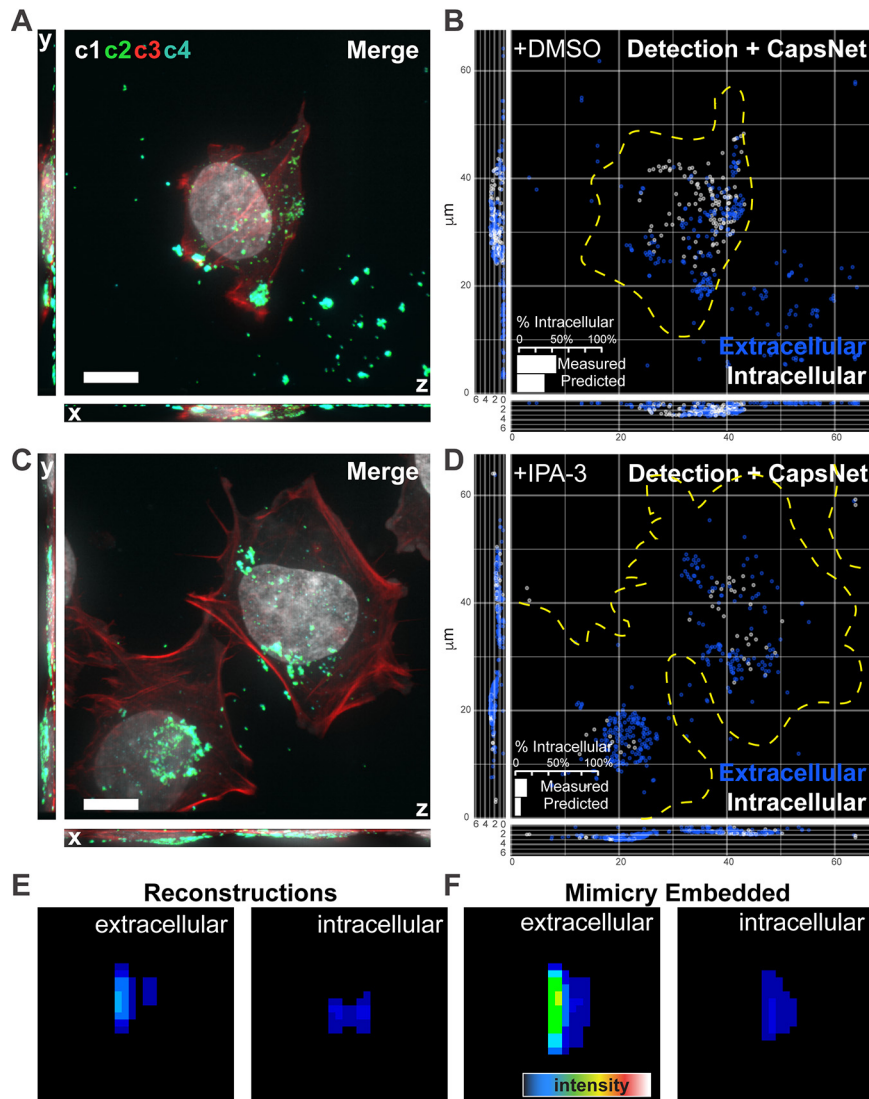 A
y
c1 c2 c3 c4
Merge
z
x
B
+DMSO
Detection + CapsNet
60
40
20
0
μm
% Intracellular
0 50% 100%
Measured
Predicted
Extracellular
Intracellular
6 4 2 0
2
4
6
0 20 40 60
C
y
Merge
z
x
D
+IPA-3
Detection + CapsNet
60
40
20
0
μm
% Intracellular
0 50% 100%
Measured
Predicted
Extracellular
Intracellular
6 4 2 0
2
4
6
0 20 40 60
E
Reconstructions
extracellular
intracellular
F
Mimicry Embedded
extracellular
intensity
intracellular